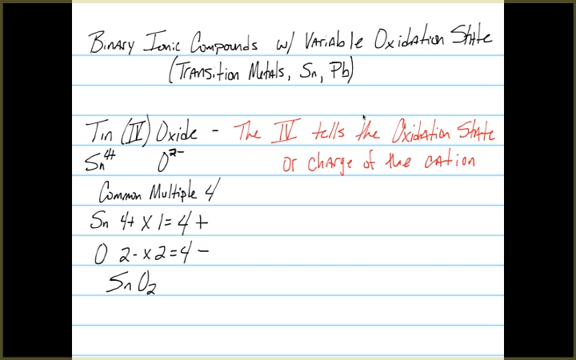 Binary Ionic Compounds w/ Variable Oxidation State
(Transition Metals, Sn, Pb)
Tin (IV) Oxide - The IV tells the Oxidation State
Sn⁴⁺ O²⁻ or charge of the cation
Common Multiple 4
Sn 4+ x 1 = 4+
O 2- x 2 = 4-
SnO₂